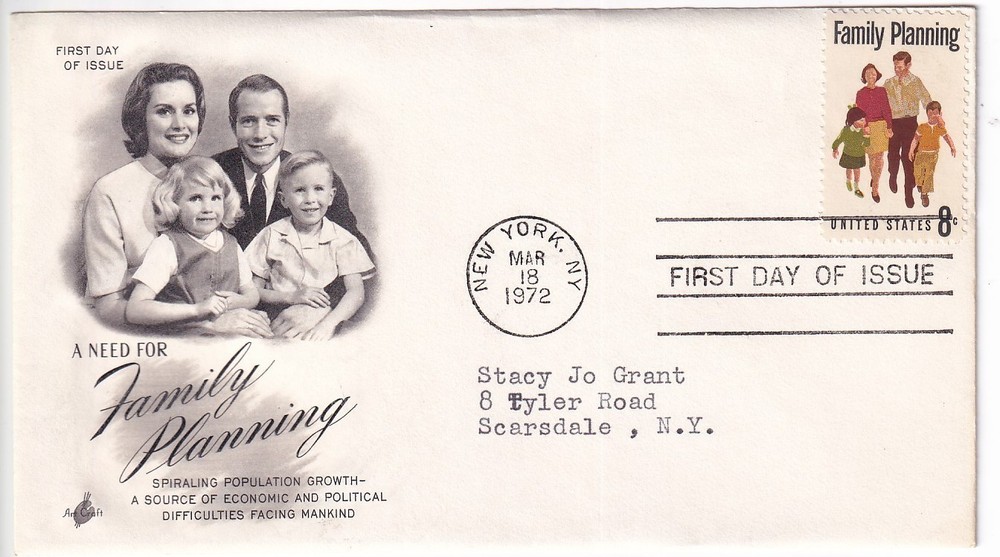 FIRST DAY
OF ISSUE
A NEED FOR
Family
Planning
SPIRALING POPULATION GROWTH-
A SOURCE OF ECONOMIC AND POLITICAL
DIFFICULTIES FACING MANKIND
Art Craft
NEW YORK, NY
MAR
18
1972
Family Planning
UNITED STATES 8c
FIRST DAY OF ISSUE
Stacy Jo Grant
8 Tyler Road
Scarsdale , N.Y.